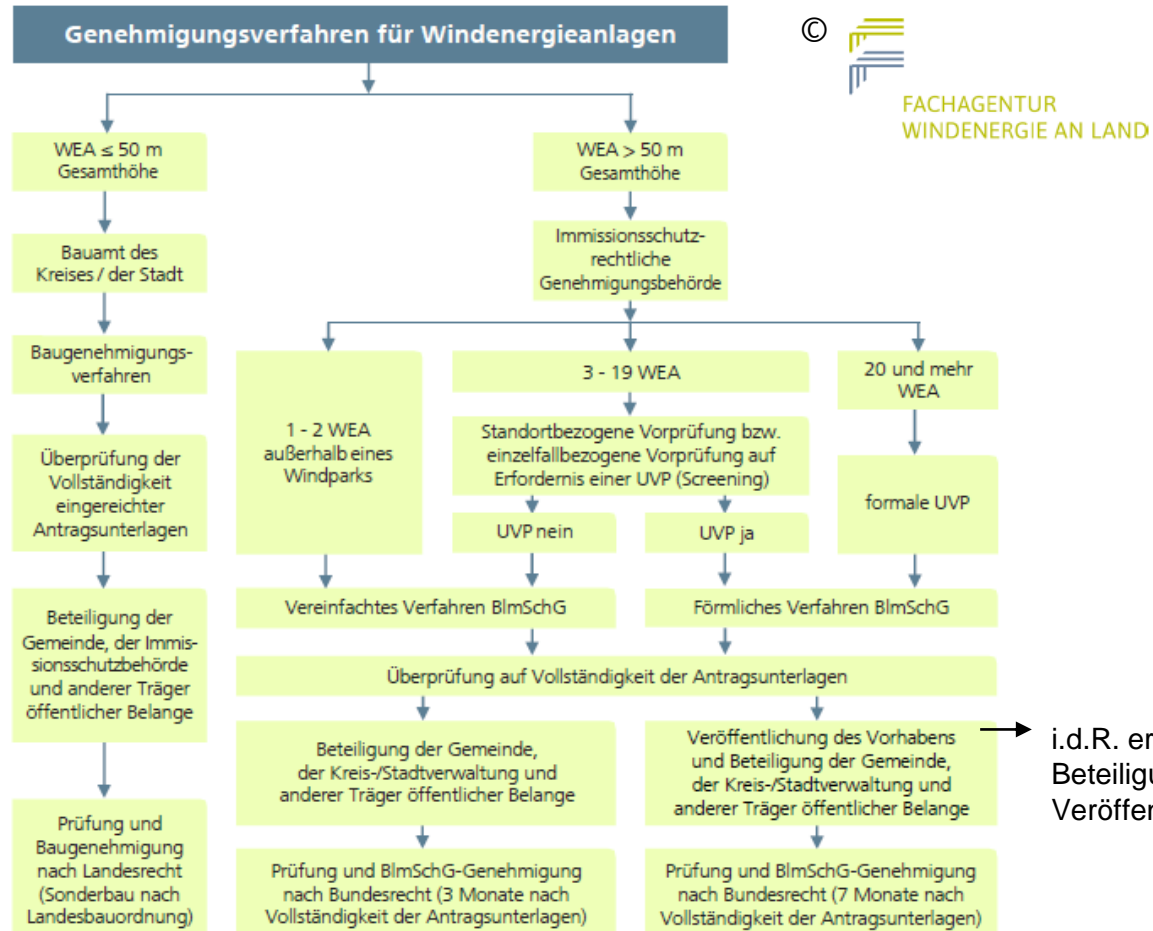 Genehmigungsverfahren für Windenergieanlagen
©
FACHAGENTUR
WINDENERGIE AN LAND
WEA ≤ 50 m
Gesamthöhe
Bauamt des
Kreises / der Stadt
Baugenehmigungs-
verfahren
Überprüfung der
Vollständigkeit
eingereichter
Antragsunterlagen
Beteiligung der
Gemeinde, der Immis-
sionsschutzbehörde
und anderer Träger
öffentlicher Belange
Prüfung und
Baugenehmigung
nach Landesrecht
(Sonderbau nach
Landesbauordnung)
WEA > 50 m
Gesamthöhe
Immissionsschutz-
rechtliche
Genehmigungsbehörde
1 - 2 WEA
außerhalb eines
Windparks
3 - 19 WEA
Standortbezogene Vorprüfung bzw.
einzelfallbezogene Vorprüfung auf
Erfordernis einer UVP (Screening)
UVP nein
UVP ja
20 und mehr
WEA
formale UVP
Vereinfachtes Verfahren BImSchG
Förmliches Verfahren BImSchG
Überprüfung auf Vollständigkeit der Antragsunterlagen
Beteiligung der Gemeinde,
der Kreis-/Stadtverwaltung und
anderer Träger öffentlicher Belange
Veröffentlichung des Vorhabens
und Beteiligung der Gemeinde,
der Kreis-/Stadtverwaltung und
anderer Träger öffentlicher Belange
i.d.R. er
Beteiligu
Veröffen
Prüfung und BImSchG-Genehmigung
nach Bundesrecht (3 Monate nach
Vollständigkeit der Antragsunterlagen)
Prüfung und BImSchG-Genehmigung
nach Bundesrecht (7 Monate nach
Vollständigkeit der Antragsunterlagen)